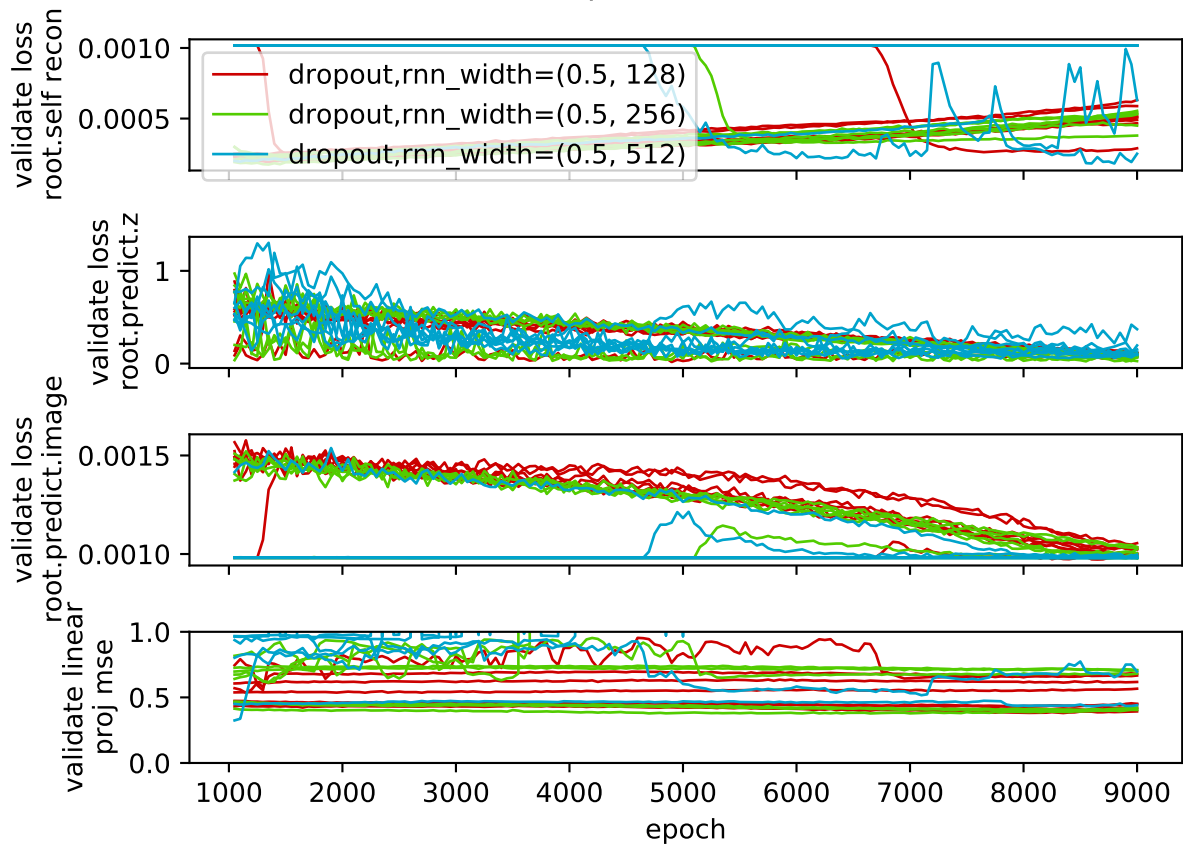 validate loss
root.self recon
0.0010
0.0005
dropout,rnn_width=(0.5, 128)
dropout,rnn_width=(0.5, 256)
dropout,rnn_width=(0.5, 512)
validate loss
root.predict.z
1
0
validate loss
root.predict.image
0.0015
0.0010
validate linear
proj mse
1.0
0.5
0.0
1000 2000 3000 4000 5000 6000 7000 8000 9000
epoch